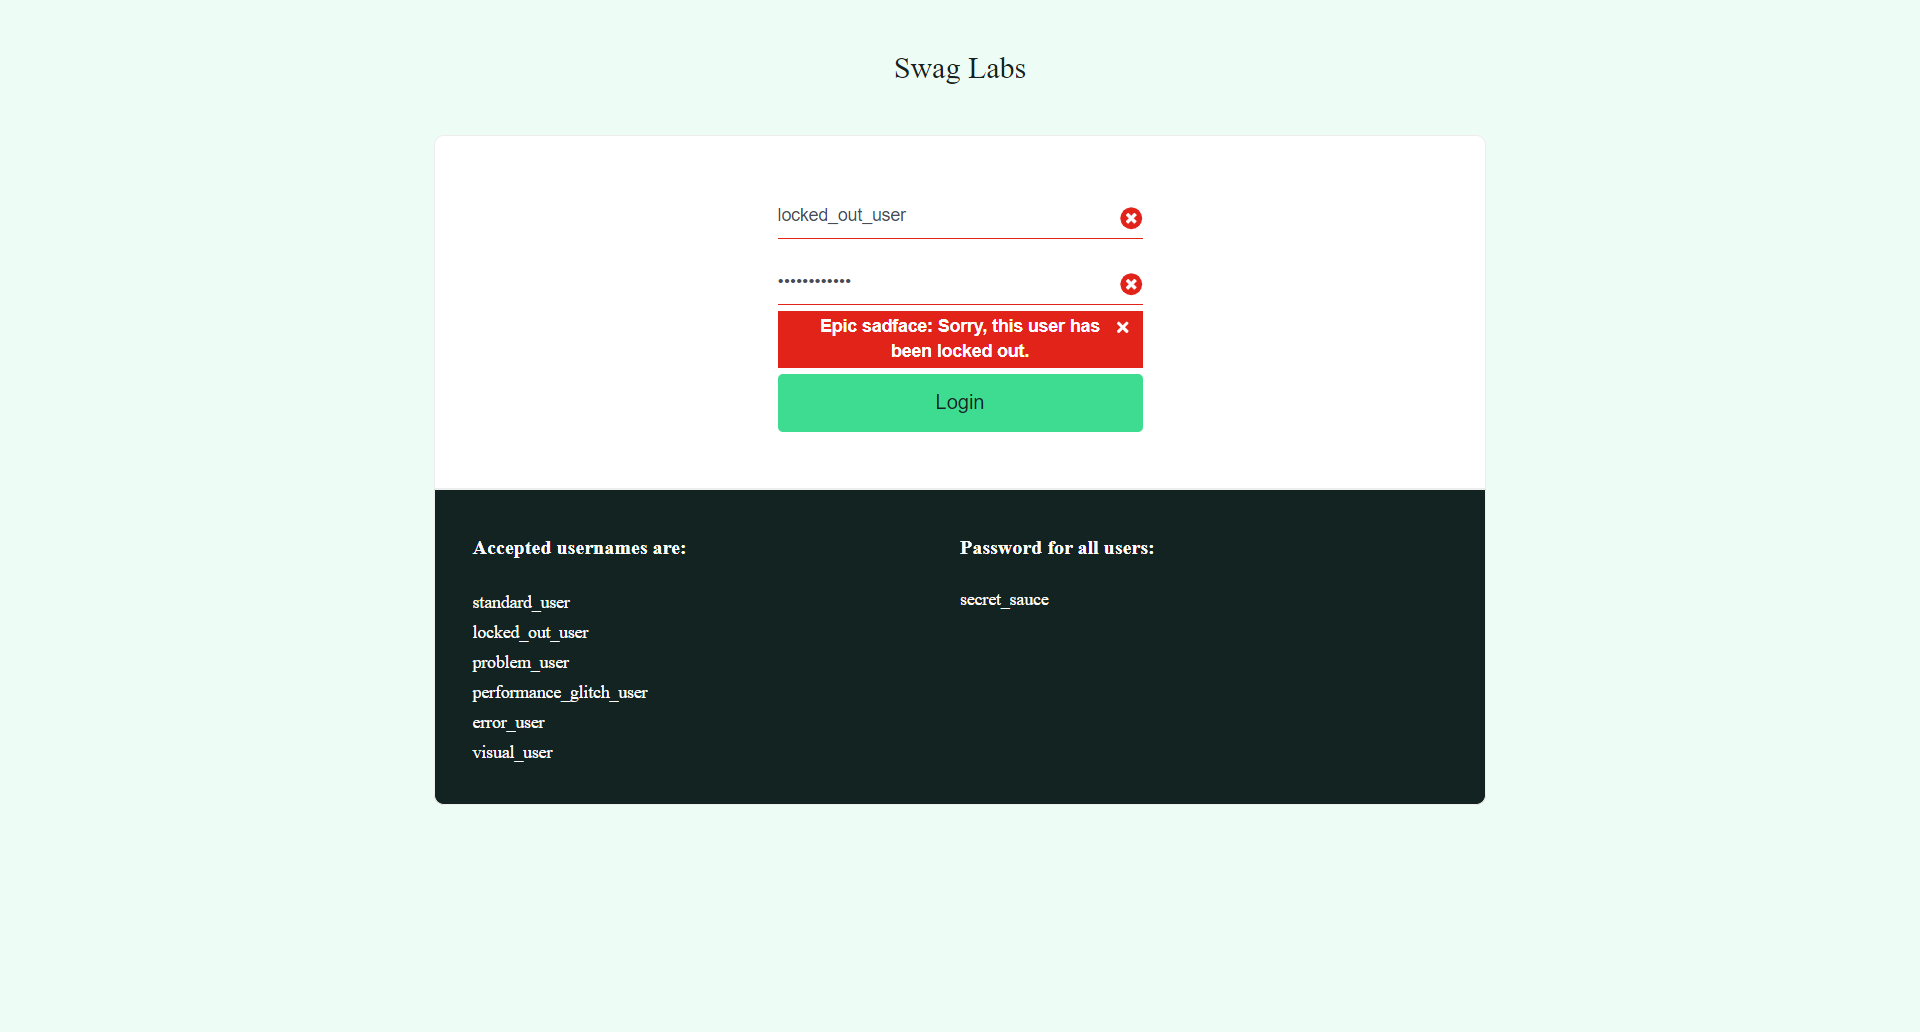 Swag Labs
locked_out_user
••••••••••••
Epic sadface: Sorry, this user has
been locked out.
Login
Accepted usernames are:
standard_user
locked_out_user
problem_user
performance_glitch_user
error_user
visual_user
Password for all users:
secret_sauce